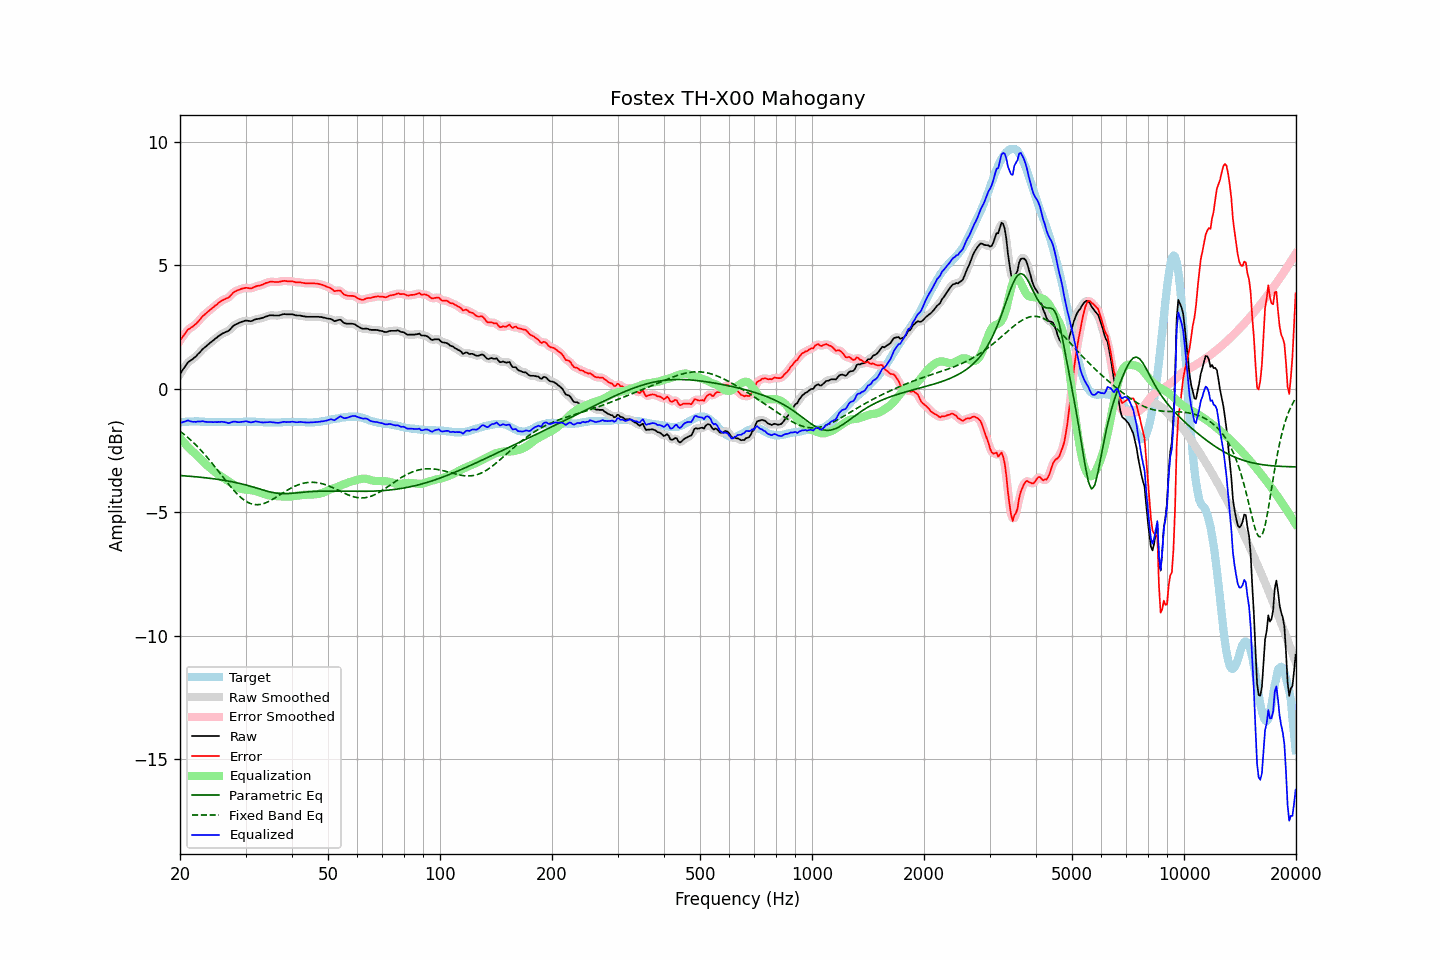 Fostex TH-X00 Mahogany
10
5
0
−5
−10
−15
Amplitude (dBr)
Target
Raw Smoothed
Error Smoothed
Raw
Error
Equalization
Parametric Eq
Fixed Band Eq
Equalized
20 50 100 200 500 1000 2000 5000 10000 20000
Frequency (Hz)